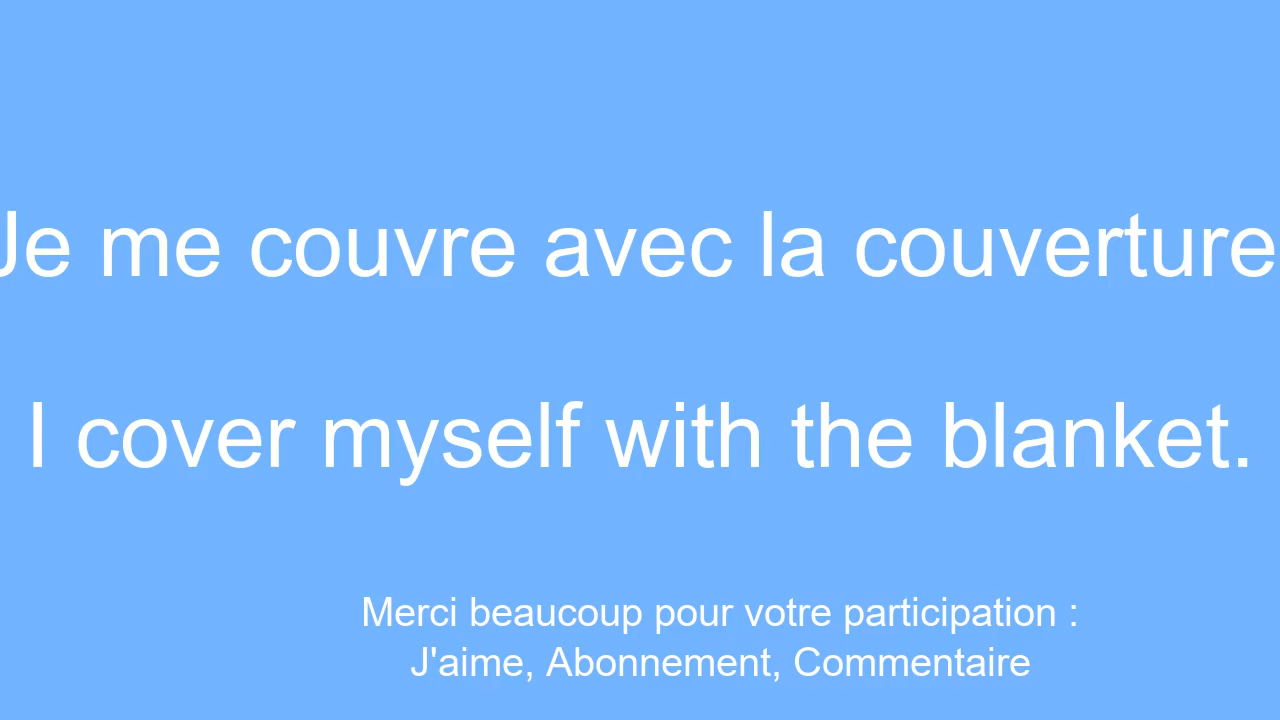 Je me couvre avec la couverture
I cover myself with the blanket.
Merci beaucoup pour votre participation :
J'aime, Abonnement, Commentaire